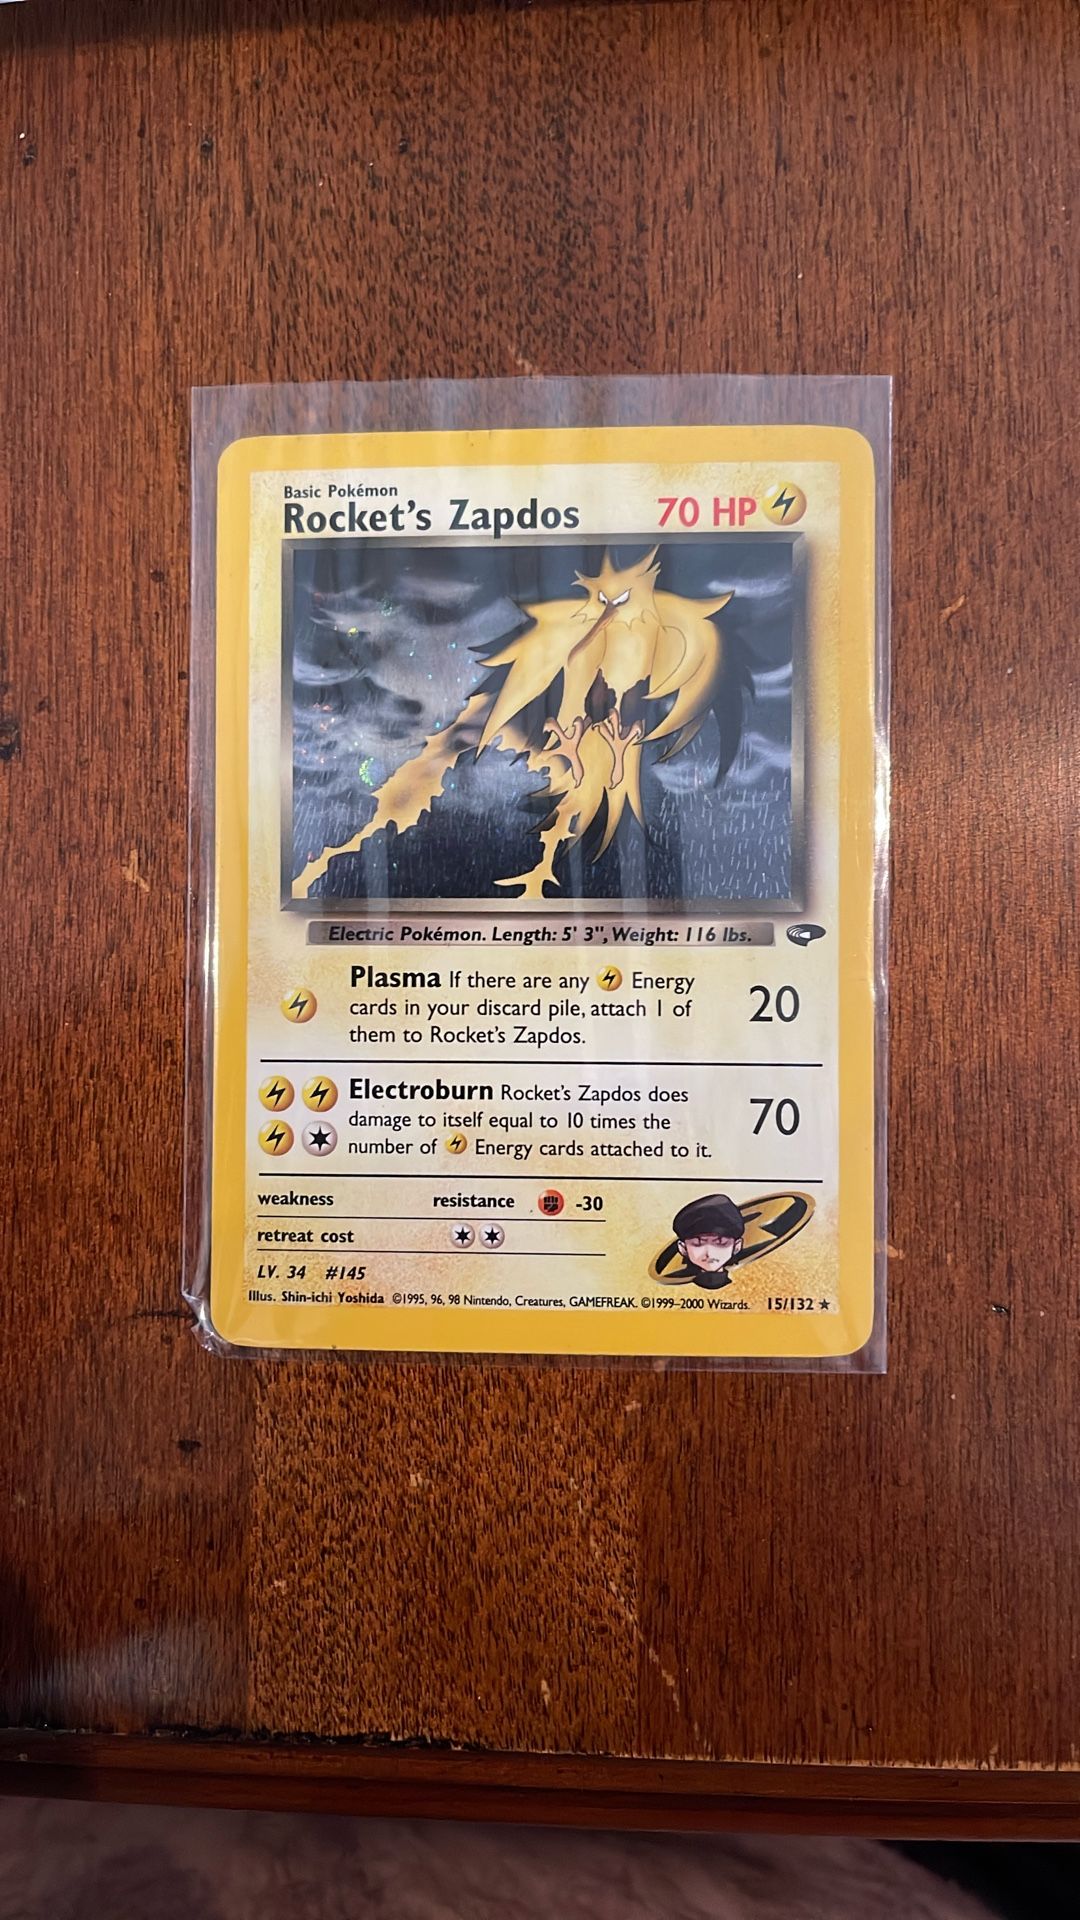 Basic Pokémon
Rocket's Zapdos 70 HP
Electric Pokémon. Length: 5' 3", Weight: 116 lbs.
Plasma If there are any Energy
cards in your discard pile, attach 1 of
them to Rocket's Zapdos.
20
Electroburn Rocket's Zapdos does
damage to itself equal to 10 times the
number of Energy cards attached to it.
70
weakness resistance -30
retreat cost
LV. 34 #145
Illus. Shin-ichi Yoshida ©1995, 96, 98 Nintendo, Creatures, GAMEFREAK. ©1999–2000 Wizards. 15/132 ★